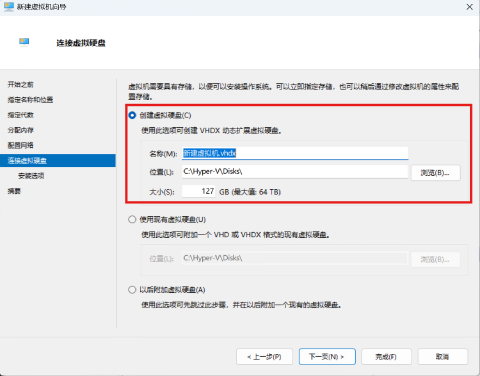 新建虚拟机向导
连接虚拟硬盘
开始之前
指定名称和位置
指定代数
分配内存
配置网络
连接虚拟硬盘
安装选项
摘要
虚拟机需要具有存储，以便可以安装操作系统。可以立即指定存储，也可以稍后通过修改虚拟机的属性来配
置存储。
创建虚拟硬盘(C)
使用此选项可创建 VHDX 动态扩展虚拟硬盘。
名称(M): 新建虚拟机.vhdx
位置(L): C:\Hyper-V\Disks\ 浏览(B)...
大小(S): 127 GB (最大值: 64 TB)
使用现有虚拟硬盘(U)
使用此选项可附加一个 VHD 或 VHDX 格式的现有虚拟硬盘。
位置(L): C:\Hyper-V\Disks\ 浏览(B)...
以后附加虚拟硬盘(A)
使用此选项可先跳过此步骤，并在以后附加一个现有的虚拟硬盘。
< 上一步(P) 下一页(N) > 完成(F) 取消